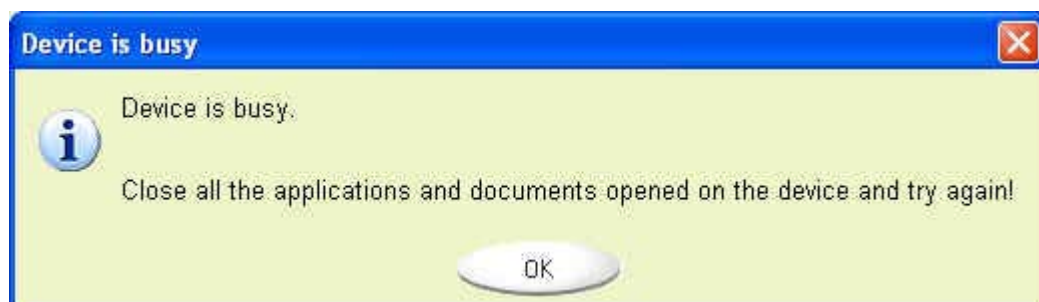 Device is busy
Device is busy.
Close all the applications and documents opened on the device and try again!
OK